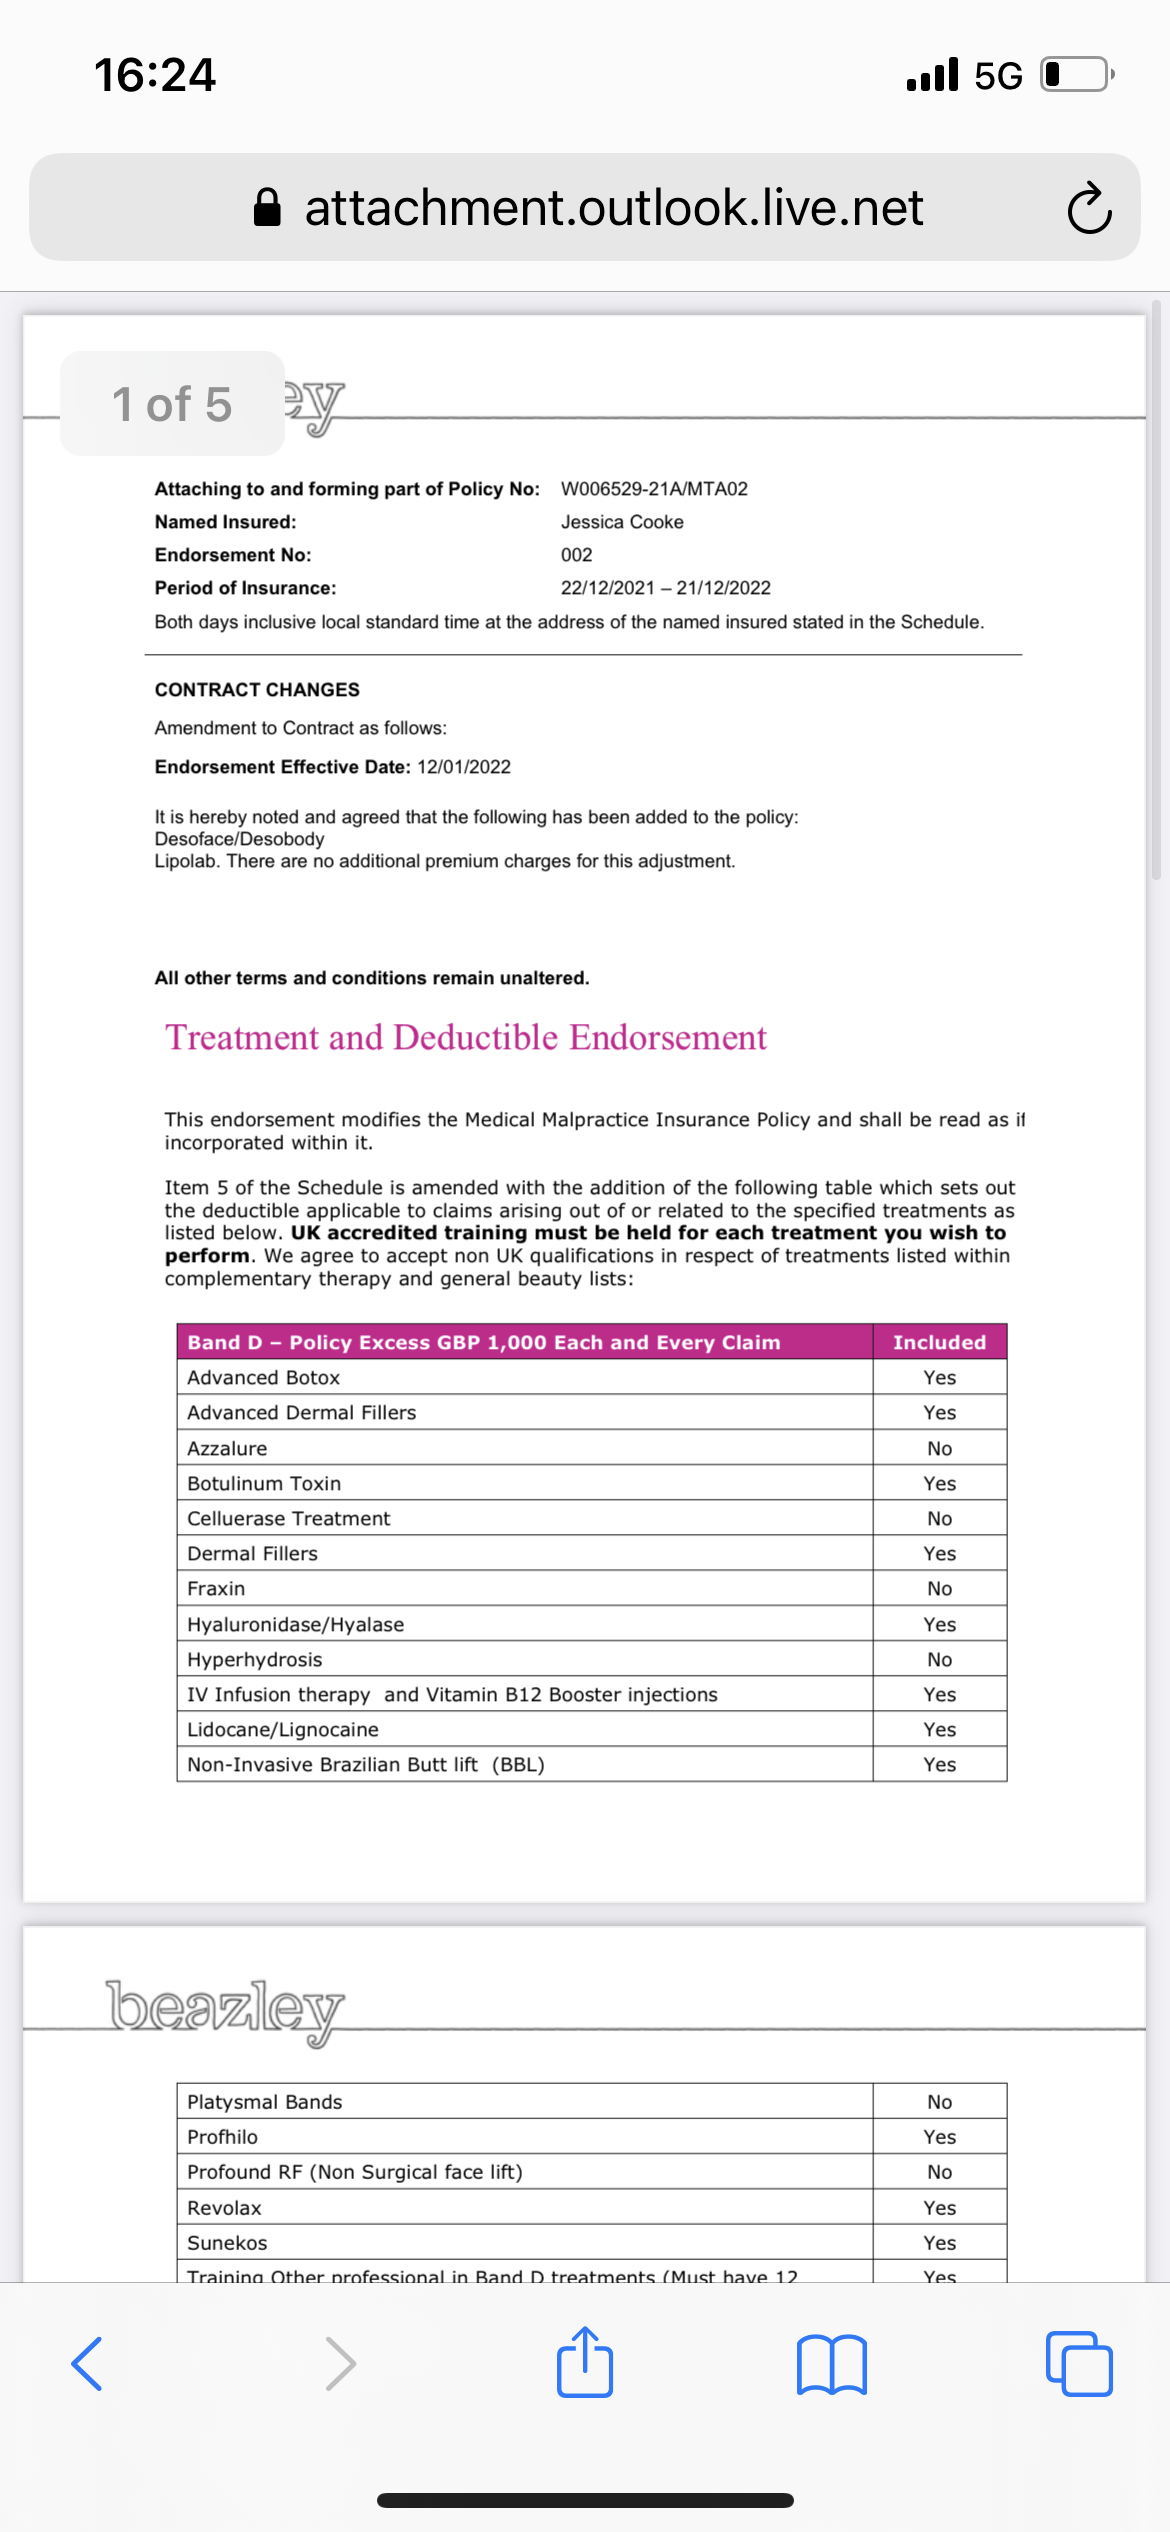 16:24
5G
attachment.outlook.live.net
1 of 5
ey
Attaching to and forming part of Policy No: W006529-21A/MTA02
Named Insured: Jessica Cooke
Endorsement No: 002
Period of Insurance: 22/12/2021 – 21/12/2022
Both days inclusive local standard time at the address of the named insured stated in the Schedule.
CONTRACT CHANGES
Amendment to Contract as follows:
Endorsement Effective Date: 12/01/2022
It is hereby noted and agreed that the following has been added to the policy:
Desoface/Desobody
Lipolab. There are no additional premium charges for this adjustment.
All other terms and conditions remain unaltered.
Treatment and Deductible Endorsement
This endorsement modifies the Medical Malpractice Insurance Policy and shall be read as if
incorporated within it.
Item 5 of the Schedule is amended with the addition of the following table which sets out
the deductible applicable to claims arising out of or related to the specified treatments as
listed below. UK accredited training must be held for each treatment you wish to
perform. We agree to accept non UK qualifications in respect of treatments listed within
complementary therapy and general beauty lists:
Band D – Policy Excess GBP 1,000 Each and Every Claim Included
Advanced Botox Yes
Advanced Dermal Fillers Yes
Azzalure No
Botulinum Toxin Yes
Celluerase Treatment No
Dermal Fillers Yes
Fraxin No
Hyaluronidase/Hyalase Yes
Hyperhydrosis No
IV Infusion therapy and Vitamin B12 Booster injections Yes
Lidocane/Lignocaine Yes
Non-Invasive Brazilian Butt lift (BBL) Yes
beazley
Platysmal Bands No
Profhilo Yes
Profound RF (Non Surgical face lift) No
Revolax Yes
Sunekos Yes
Training Other professional in Band D treatments (Must have 12 Yes